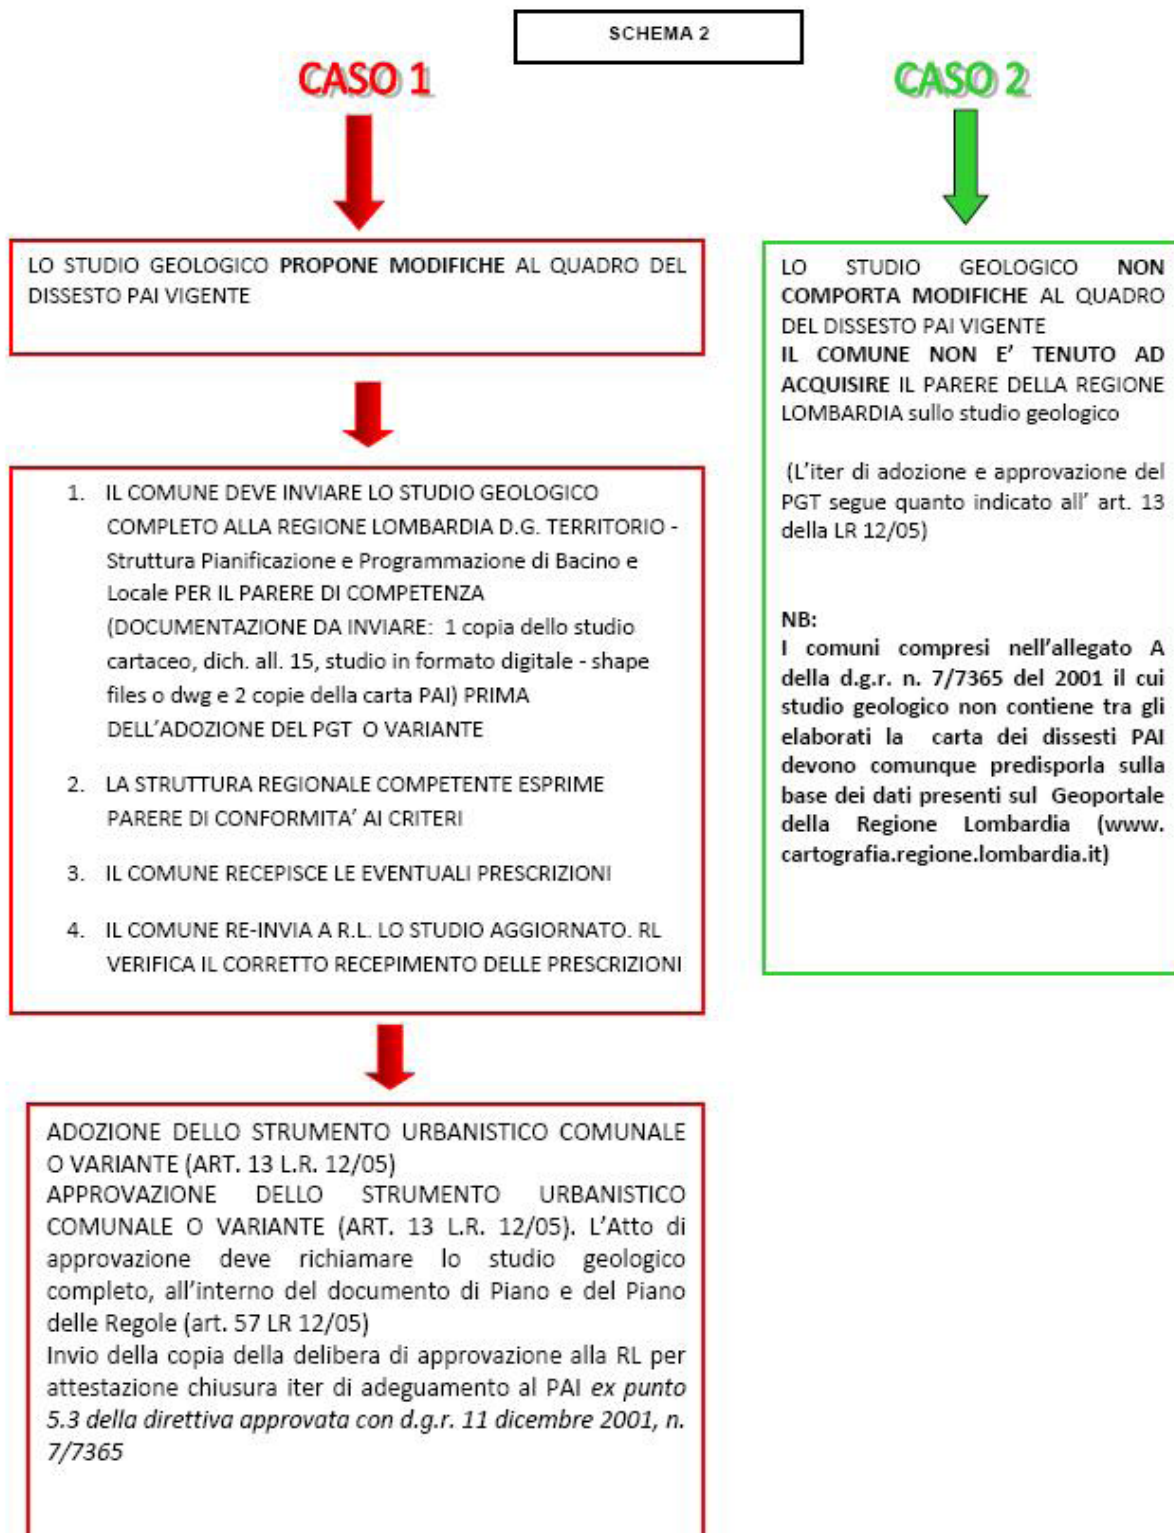 SCHEMA 2
CASO 1
LO STUDIO GEOLOGICO PROPONE MODIFICHE AL QUADRO DEL
DISSESTO PAI VIGENTE
1. IL COMUNE DEVE INVIARE LO STUDIO GEOLOGICO
COMPLETO ALLA REGIONE LOMBARDIA D.G. TERRITORIO -
Struttura Pianificazione e Programmazione di Bacino e
Locale PER IL PARERE DI COMPETENZA
(DOCUMENTAZIONE DA INVIARE: 1 copia dello studio
cartaceo, dich. all. 15, studio in formato digitale - shape
files o dwg e 2 copie della carta PAI) PRIMA
DELL'ADOZIONE DEL PGT O VARIANTE
2. LA STRUTTURA REGIONALE COMPETENTE ESPRIME
PARERE DI CONFORMITA' AI CRITERI
3. IL COMUNE RECEPISCE LE EVENTUALI PRESCRIZIONI
4. IL COMUNE RE-INVIA A R.L. LO STUDIO AGGIORNATO. RL
VERIFICA IL CORRETTO RECEPIMENTO DELLE PRESCRIZIONI
ADOZIONE DELLO STRUMENTO URBANISTICO COMUNALE
O VARIANTE (ART. 13 L.R. 12/05)
APPROVAZIONE DELLO STRUMENTO URBANISTICO
COMUNALE O VARIANTE (ART. 13 L.R. 12/05). L'Atto di
approvazione deve richiamare lo studio geologico
completo, all'interno del documento di Piano e del Piano
delle Regole (art. 57 LR 12/05)
Invio della copia della delibera di approvazione alla RL per
attestazione chiusura iter di adeguamento al PAI ex punto
5.3 della direttiva approvata con d.g.r. 11 dicembre 2001, n.
7/7365
CASO 2
LO STUDIO GEOLOGICO NON
COMPORTA MODIFICHE AL QUADRO
DEL DISSESTO PAI VIGENTE
IL COMUNE NON E' TENUTO AD
ACQUISIRE IL PARERE DELLA REGIONE
LOMBARDIA sullo studio geologico
(L'iter di adozione e approvazione del
PGT segue quanto indicato all' art. 13
della LR 12/05)
NB:
I comuni compresi nell'allegato A
della d.g.r. n. 7/7365 del 2001 il cui
studio geologico non contiene tra gli
elaborati la carta dei dissesti PAI
devono comunque predisporla sulla
base dei dati presenti sul Geoportale
della Regione Lombardia (www.
cartografia.regione.lombardia.it)